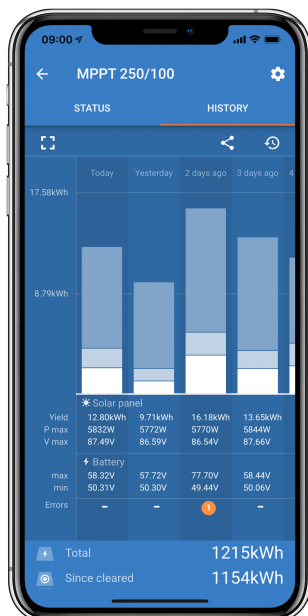 09:00
MPPT 250/100
STATUS HISTORY
Today Yesterday 2 days ago 3 days ago 4
17.58kWh
8.79kWh
Solar panel
Yield 12.80kWh 9.71kWh 16.18kWh 13.65kWh
P max 5832W 5772W 5770W 5844W
V max 87.49V 86.59V 86.54V 87.66V
Battery
max 58.32V 57.72V 77.70V 58.44V
min 50.31V 50.30V 49.44V 50.06V
Errors – – 1 –
Total 1215kWh
Since cleared 1154kWh